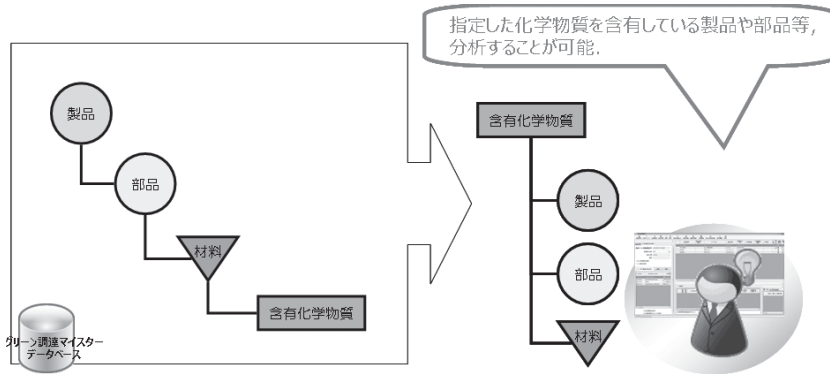 指定した化学物質を含有している製品や部品等,
分析することが可能.
製品
部品
材料
含有化学物質
グリーン調達マイスター
データベース
含有化学物質
製品
部品
材料